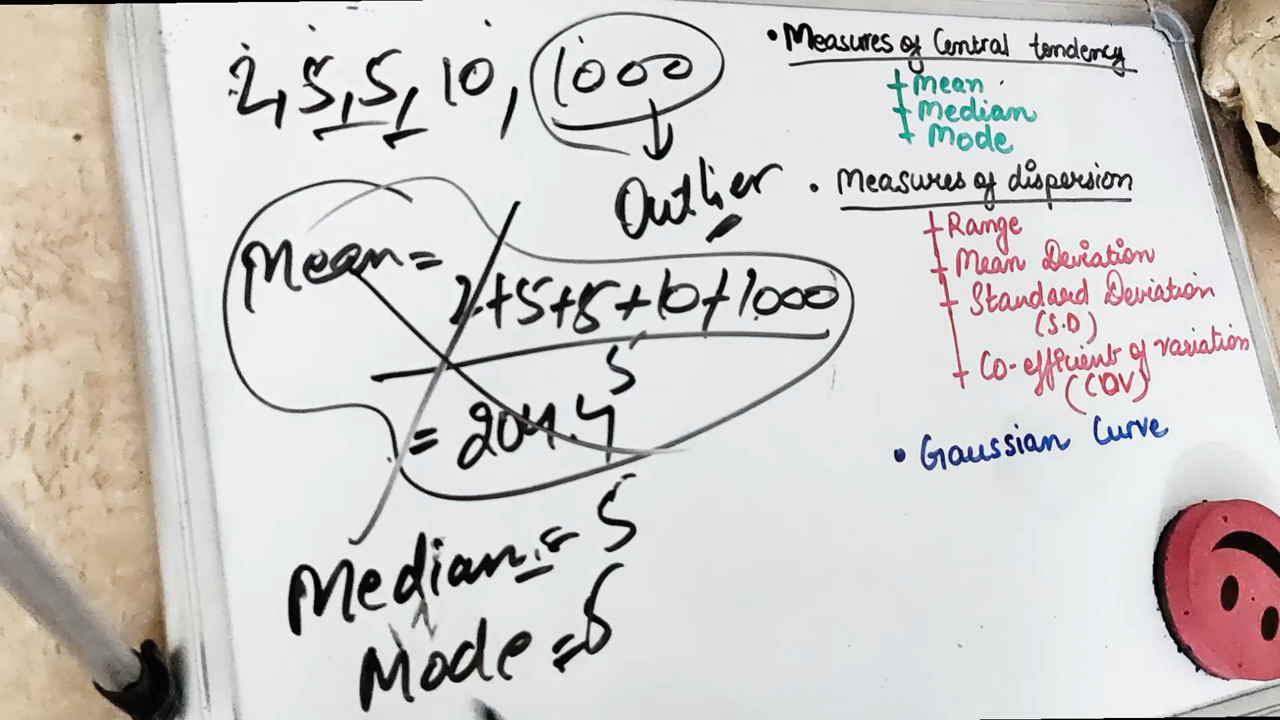 2, 5, 5, 10, 1000
Outlier
Mean = 2+5+5+10+1000
5
= 204.4
Median = 5
Mode = 5
• Measures of Central tendency
Mean
Median
Mode
• Measures of dispersion
Range
Mean Deviation
Standard Deviation
(S.D)
Co-efficient of variation
(COV)
• Gaussian Curve